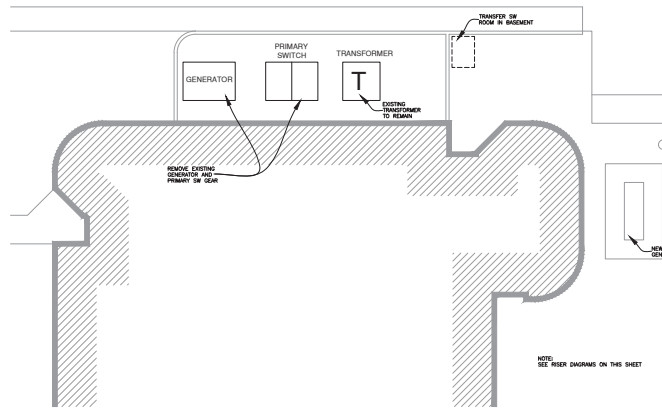 TRANSFER SW
ROOM IN BASEMENT
PRIMARY
SWITCH
TRANSFORMER
GENERATOR
T
EXISTING
TRANSFORMER
TO REMAIN
REMOVE EXISTING
GENERATOR AND
PRIMARY SW GEAR
NEW
GEN
NOTE:
SEE RISER DIAGRAMS ON THIS SHEET